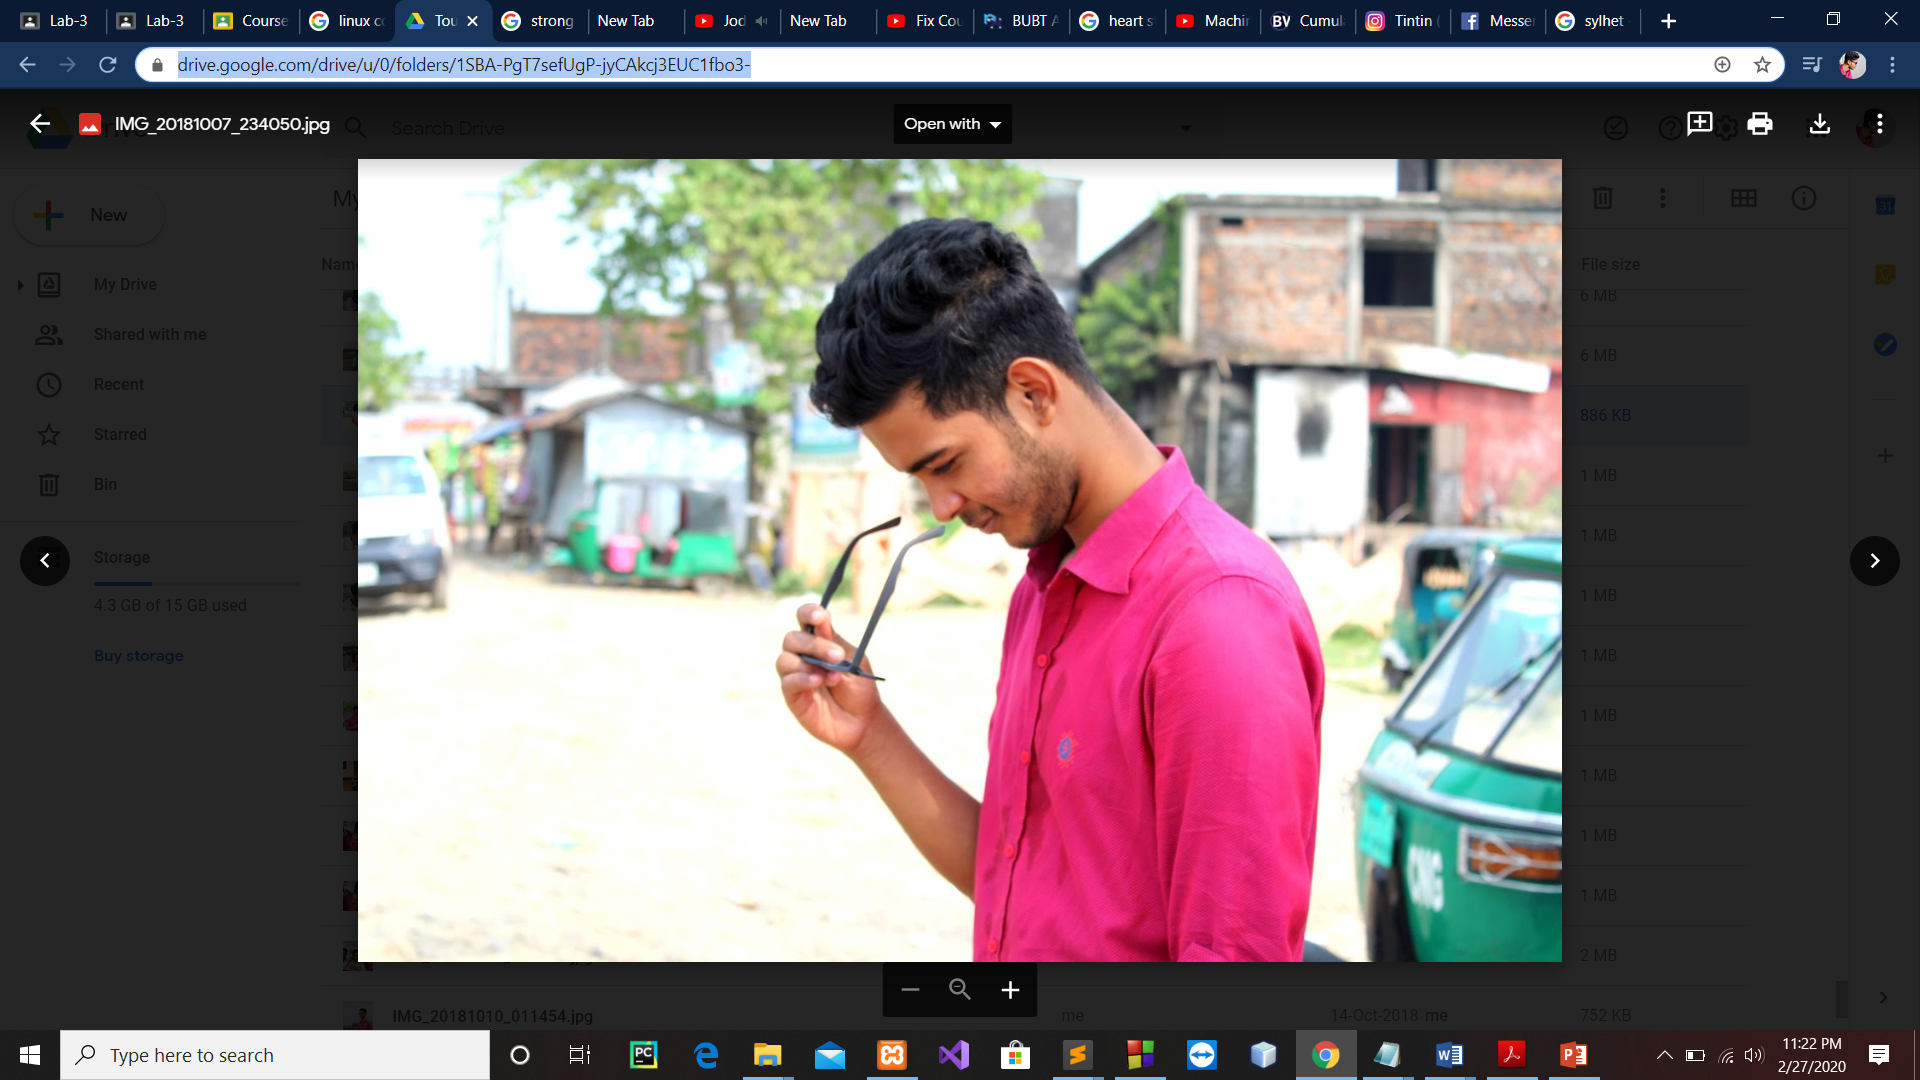 Lab-3
Lab-3
Course
linux co
Tou
strong
New Tab
Jod
New Tab
Fix Cou
BUBT A
heart s
Machin
BV
Cumul
Tintin (
Messen
sylhet
drive.google.com/drive/u/0/folders/1SBA-PgT7sefUgP-jyCAkcj3EUC1fbo3-
IMG_20181007_234050.jpg
Search Drive
Open with
New
My
Name
File size
My Drive
Shared with me
Recent
Starred
Bin
Storage
4.3 GB of 15 GB used
Buy storage
6 MB
6 MB
886 KB
1 MB
1 MB
1 MB
1 MB
1 MB
1 MB
1 MB
1 MB
2 MB
CNG
IMG_20181010_011454.jpg
me
14-Oct-2018 me
752 KB
Type here to search
PC
11:22 PM
2/27/2020